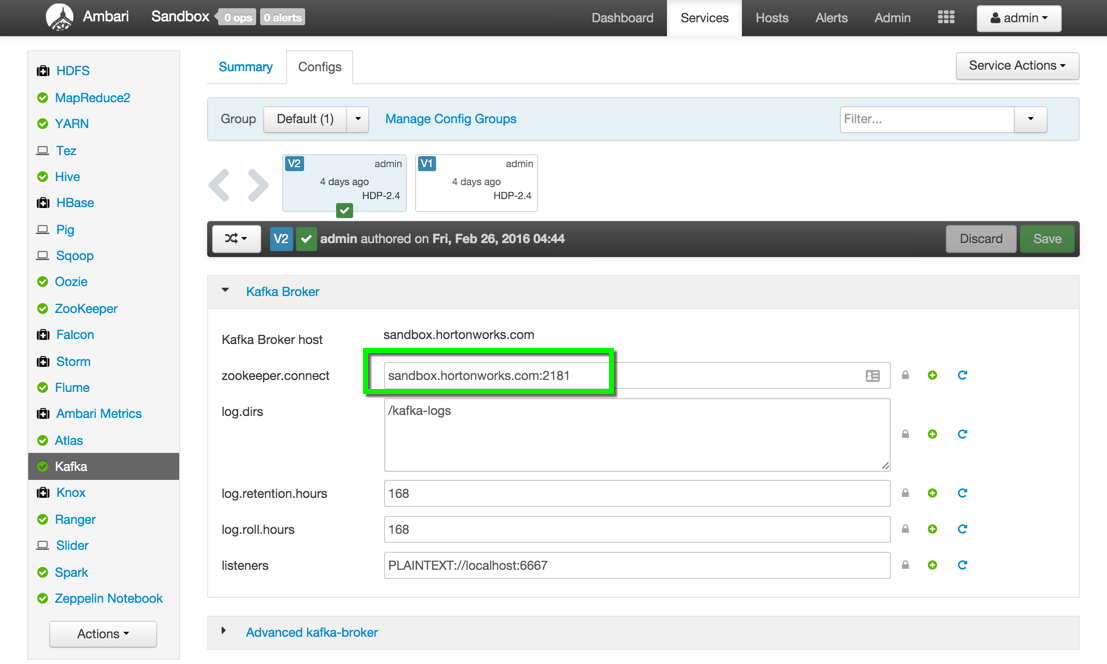 Ambari Sandbox 0 ops 0 alerts Dashboard Services Hosts Alerts Admin admin
HDFS
MapReduce2
YARN
Tez
Hive
HBase
Pig
Sqoop
Oozie
ZooKeeper
Falcon
Storm
Flume
Ambari Metrics
Atlas
Kafka
Knox
Ranger
Slider
Spark
Zeppelin Notebook
Actions
Summary Configs Service Actions
Group Default (1) Manage Config Groups Filter...
V2 admin
4 days ago
HDP-2.4
V1 admin
4 days ago
HDP-2.4
V2 admin authored on Fri, Feb 26, 2016 04:44 Discard Save
Kafka Broker
Kafka Broker host sandbox.hortonworks.com
zookeeper.connect sandbox.hortonworks.com:2181
log.dirs /kafka-logs
log.retention.hours 168
log.roll.hours 168
listeners PLAINTEXT://localhost:6667
Advanced kafka-broker